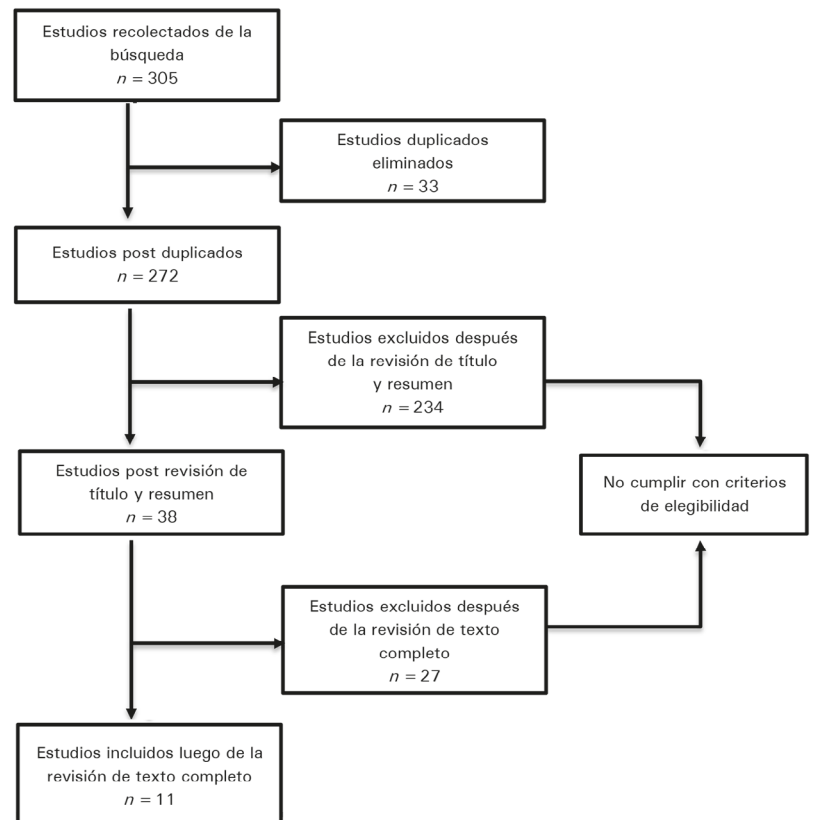 Estudios recolectados de la
búsqueda
n = 305
Estudios duplicados
eliminados
n = 33
Estudios post duplicados
n = 272
Estudios excluidos después
de la revisión de título
y resumen
n = 234
Estudios post revisión de
título y resumen
n = 38
No cumplir con criterios
de elegibilidad
Estudios excluidos después
de la revisión de texto
completo
n = 27
Estudios incluidos luego de la
revisión de texto completo
n = 11